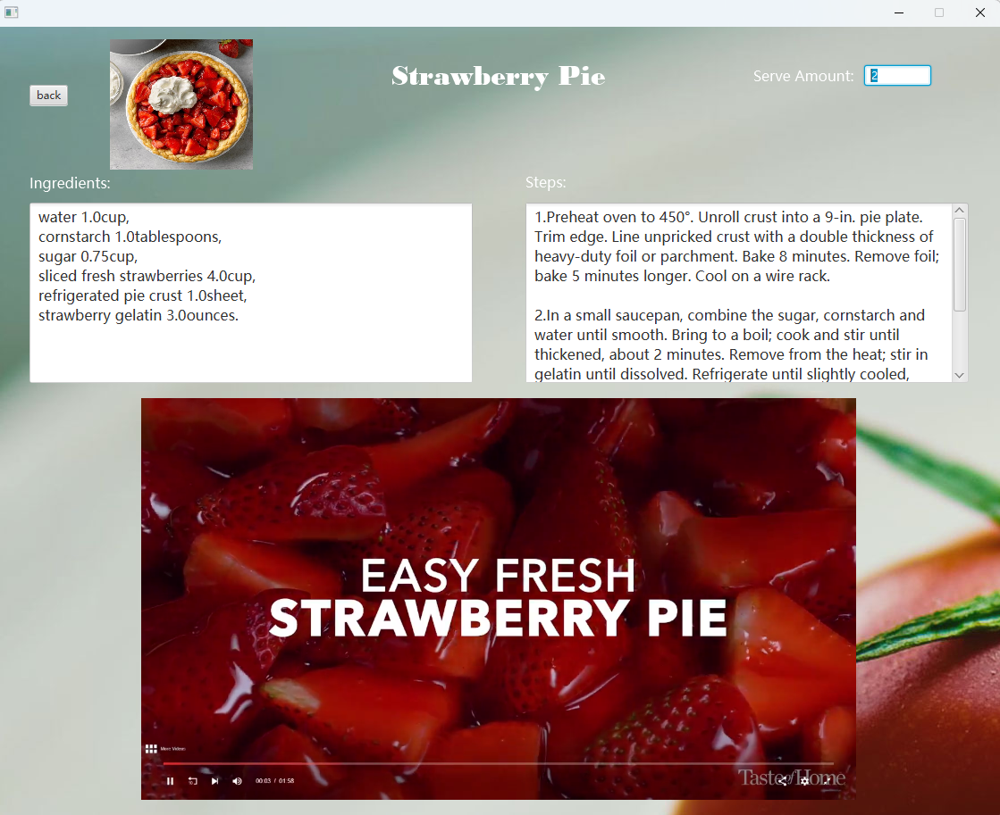 Strawberry Pie
Serve Amount: 2
back
Ingredients:
water 1.0cup,
cornstarch 1.0tablespoons,
sugar 0.75cup,
sliced fresh strawberries 4.0cup,
refrigerated pie crust 1.0sheet,
strawberry gelatin 3.0ounces.
Steps:
1.Preheat oven to 450°. Unroll crust into a 9-in. pie plate.
Trim edge. Line unpricked crust with a double thickness of
heavy-duty foil or parchment. Bake 8 minutes. Remove foil;
bake 5 minutes longer. Cool on a wire rack.
2.In a small saucepan, combine the sugar, cornstarch and
water until smooth. Bring to a boil; cook and stir until
thickened, about 2 minutes. Remove from the heat; stir in
gelatin until dissolved. Refrigerate until slightly cooled,
EASY FRESH
STRAWBERRY PIE
More Videos
00:03 / 01:58
Taste of Home